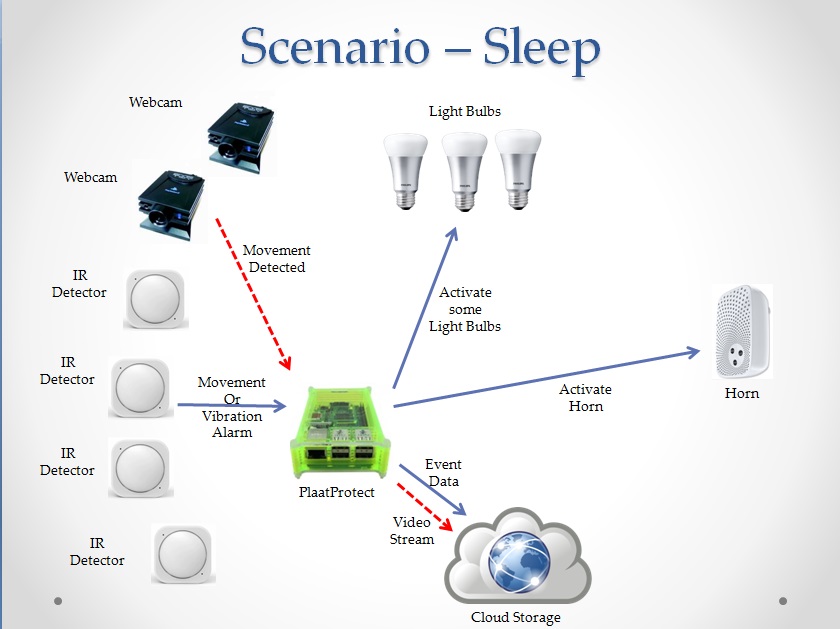 Scenario – Sleep
Webcam
Light Bulbs
Webcam
Movement
Detected
IR
Detector
Activate
some
Light Bulbs
IR
Detector
Movement
Or
Vibration
Alarm
Activate
Horn
Horn
IR
Detector
PlaatProtect
Event
Data
Video
Stream
IR
Detector
Cloud Storage